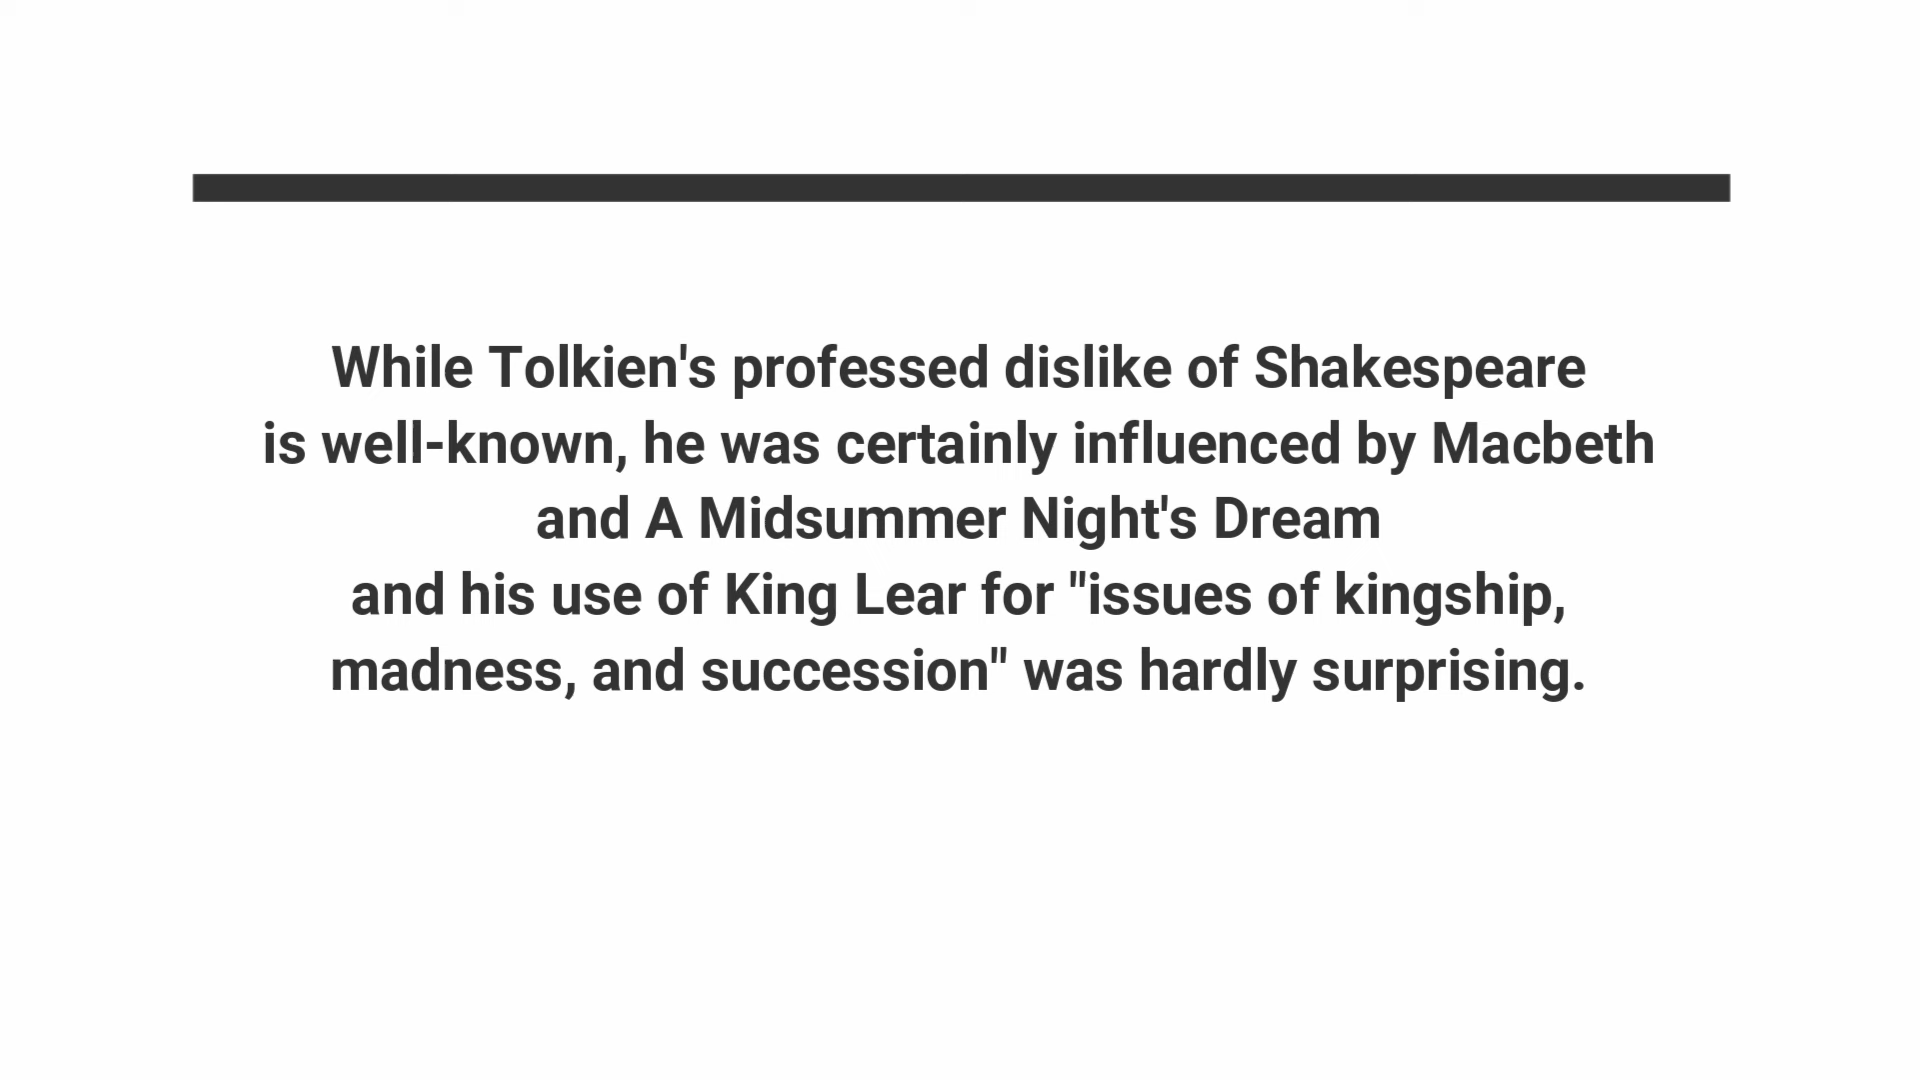 While Tolkien's professed dislike of Shakespeare
is well-known, he was certainly influenced by Macbeth
and A Midsummer Night's Dream
and his use of King Lear for "issues of kingship,
madness, and succession" was hardly surprising.